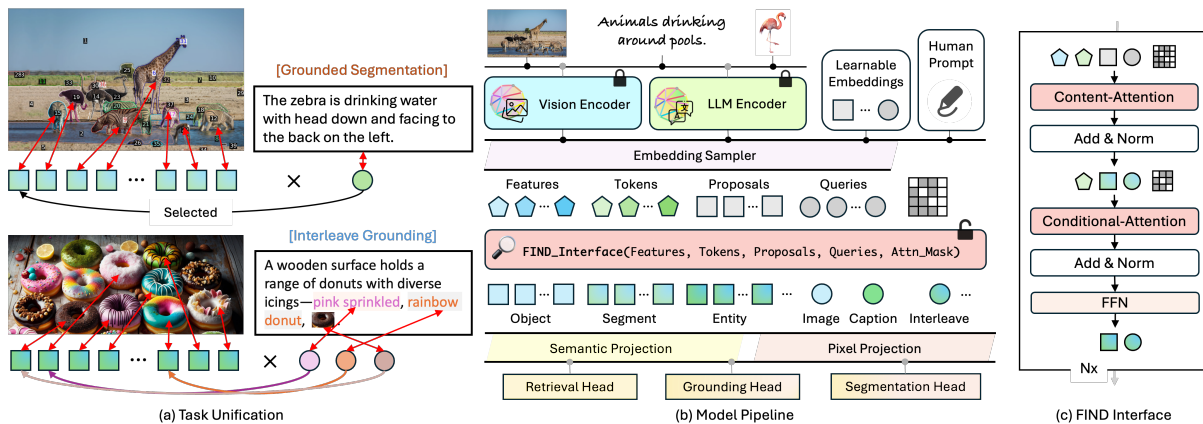 [Grounded Segmentation]
The zebra is drinking water
with head down and facing to
the back on the left.
×
Selected
[Interleave Grounding]
A wooden surface holds a
range of donuts with diverse
icings—pink sprinkled, rainbow
donut, .
×
(a) Task Unification
Animals drinking
around pools.
Vision Encoder
LLM Encoder
Learnable
Embeddings
...
Human
Prompt
Embedding Sampler
Features
Tokens
Proposals
Queries
FIND_Interface(Features, Tokens, Proposals, Queries, Attn_Mask)
Object
Segment
Entity
Image
Caption
Interleave
...
Semantic Projection
Pixel Projection
Retrieval Head
Grounding Head
Segmentation Head
(b) Model Pipeline
Content-Attention
Add & Norm
Conditional-Attention
Add & Norm
FFN
Nx
(c) FIND Interface